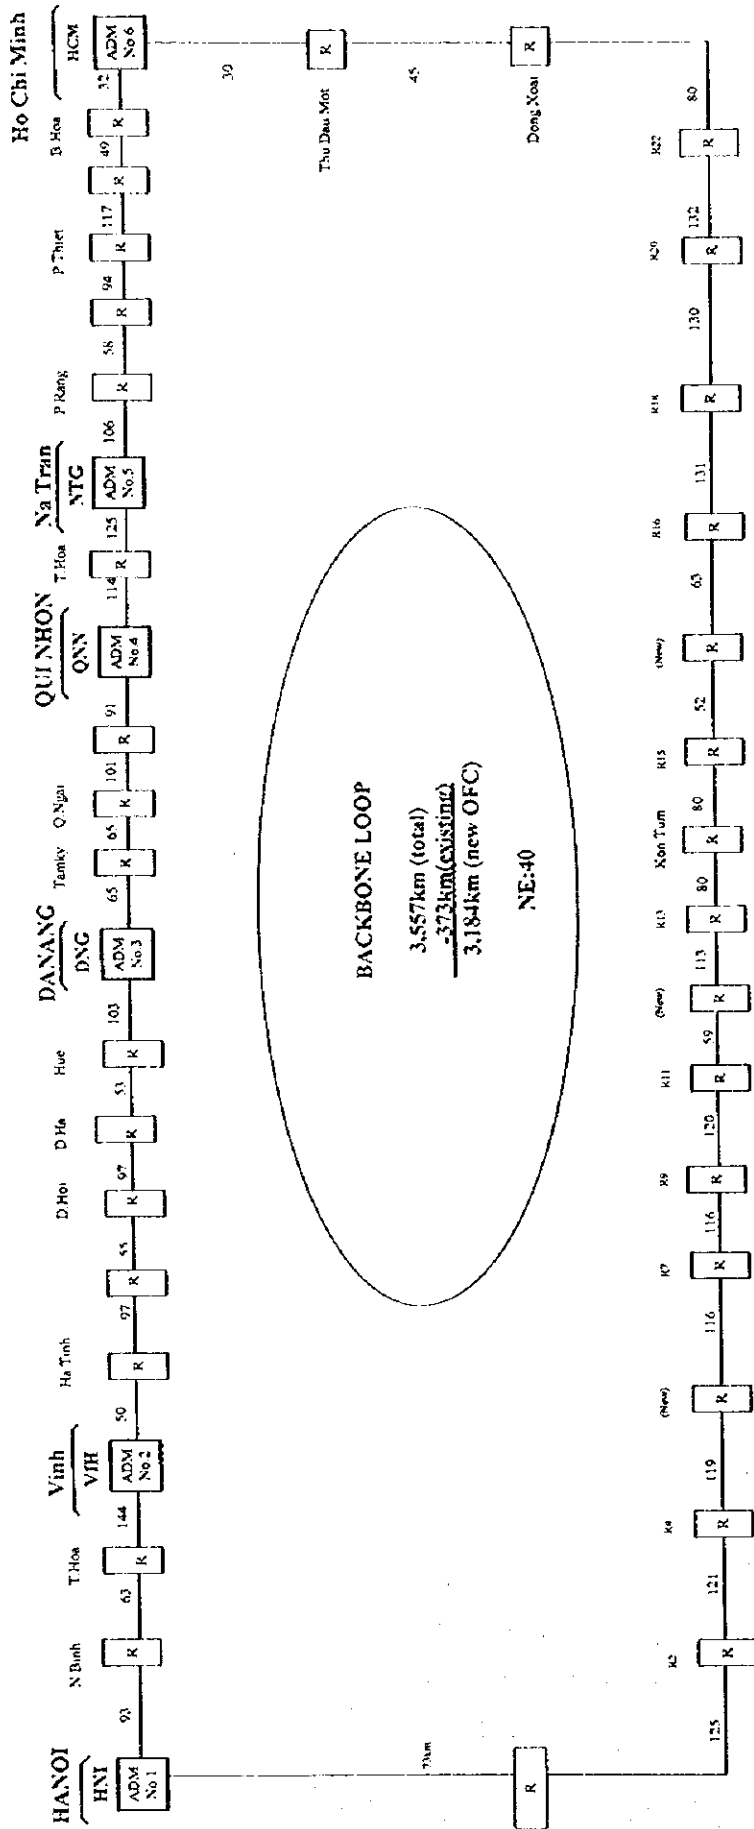 HANOI
HNI
ADM
No.1
93
N Binh
R
63
T.Hoa
R
144
Vinh
VIH
ADM
No.2
50
Ha Tinh
R
97
R
55
D.Hoi
R
97
D Ha
R
53
Hue
R
103
DANANG
DNG
ADM
No.3
65
Tamky
R
65
Q.Ngai
R
101
R
91
QUI NHON
QNN
ADM
No.4
114
T.Hoa
R
125
Na Tran
NTG
ADM
No.5
106
P Rang
R
58
R
94
P Thiet
R
117
R
49
B Hoa
R
32
Ho Chi Minh
HCM
ADM
No.6
39
Thu Dau Mot
R
45
Dong Xoai
R
BACKBONE LOOP
3.557km (total)
-373km(existing)
3.184km (new OFC)
NE:40
73km
R
125
R2
R
121
R4
R
119
(New)
R
116
R7
R
116
R9
R
120
R11
R
59
(New)
R
113
R13
R
80
Kon Tum
R
80
R15
R
52
(New)
R
63
R16
R
131
R18
R
130
R20
R
132
R22
R
80